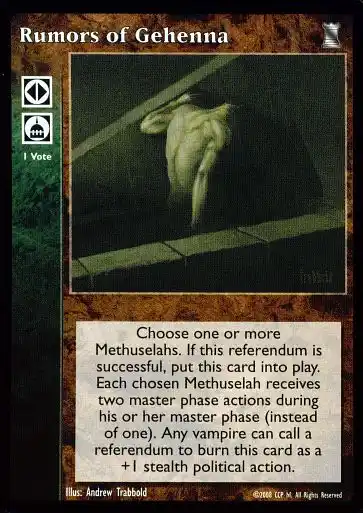 Rumors of Gehenna
1 Vote
Trabbold
Choose one or more
Methuselahs. If this referendum is
successful, put this card into play.
Each chosen Methuselah receives
two master phase actions during
his or her master phase (instead
of one). Any vampire can call a
referendum to burn this card as a
+1 stealth political action.
Illus: Andrew Trabbold
©2008 CCP hf. All Rights Reserved